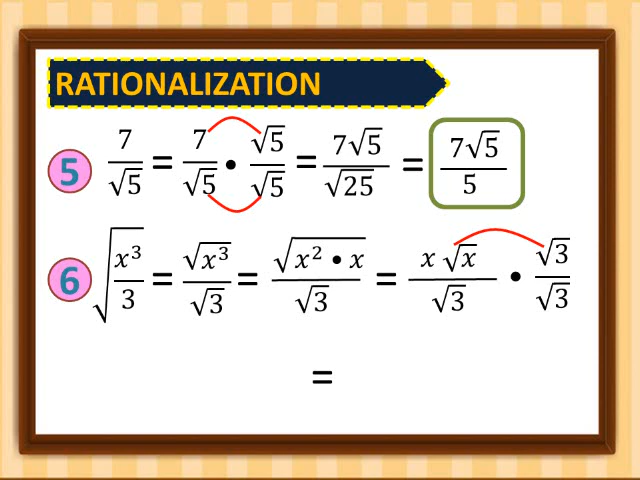 RATIONALIZATION
5 7/√5 = 7/√5 • √5/√5 = 7√5/√25 = 7√5/5
6 √(x³/3) = √x³/√3 = √(x² • x)/√3 = x√x/√3 • √3/√3
=